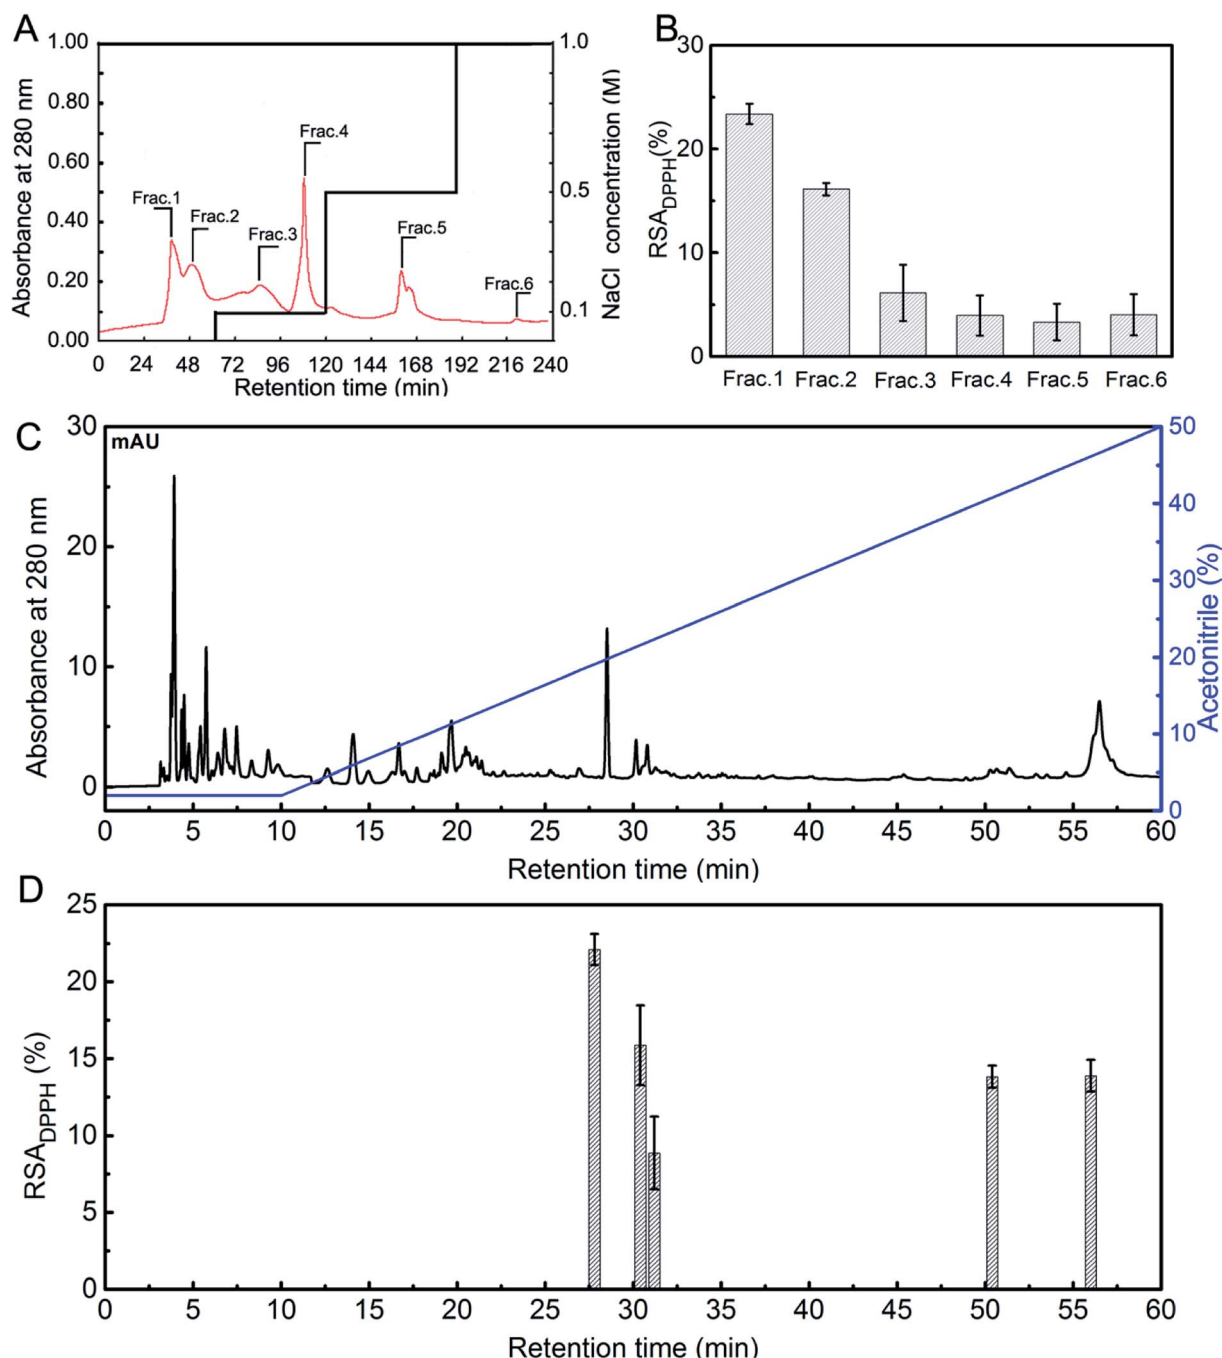 A
Absorbance at 280 nm
1.00
0.80
0.60
0.40
0.20
0.00
Frac.1
Frac.2
Frac.3
Frac.4
Frac.5
Frac.6
1.0
0.5
0.1
NaCl concentration (M)
0 24 48 72 96 120 144 168 192 216 240
Retention time (min)
B
RSADPPH(%)
30
20
10
0
Frac.1 Frac.2 Frac.3 Frac.4 Frac.5 Frac.6
C
mAU
Absorbance at 280 nm
30
20
10
0
50
40
30
20
10
0
Acetonitrile (%)
0 5 10 15 20 25 30 35 40 45 50 55 60
Retention time (min)
D
RSADPPH (%)
25
20
15
10
5
0
0 5 10 15 20 25 30 35 40 45 50 55 60
Retention time (min)